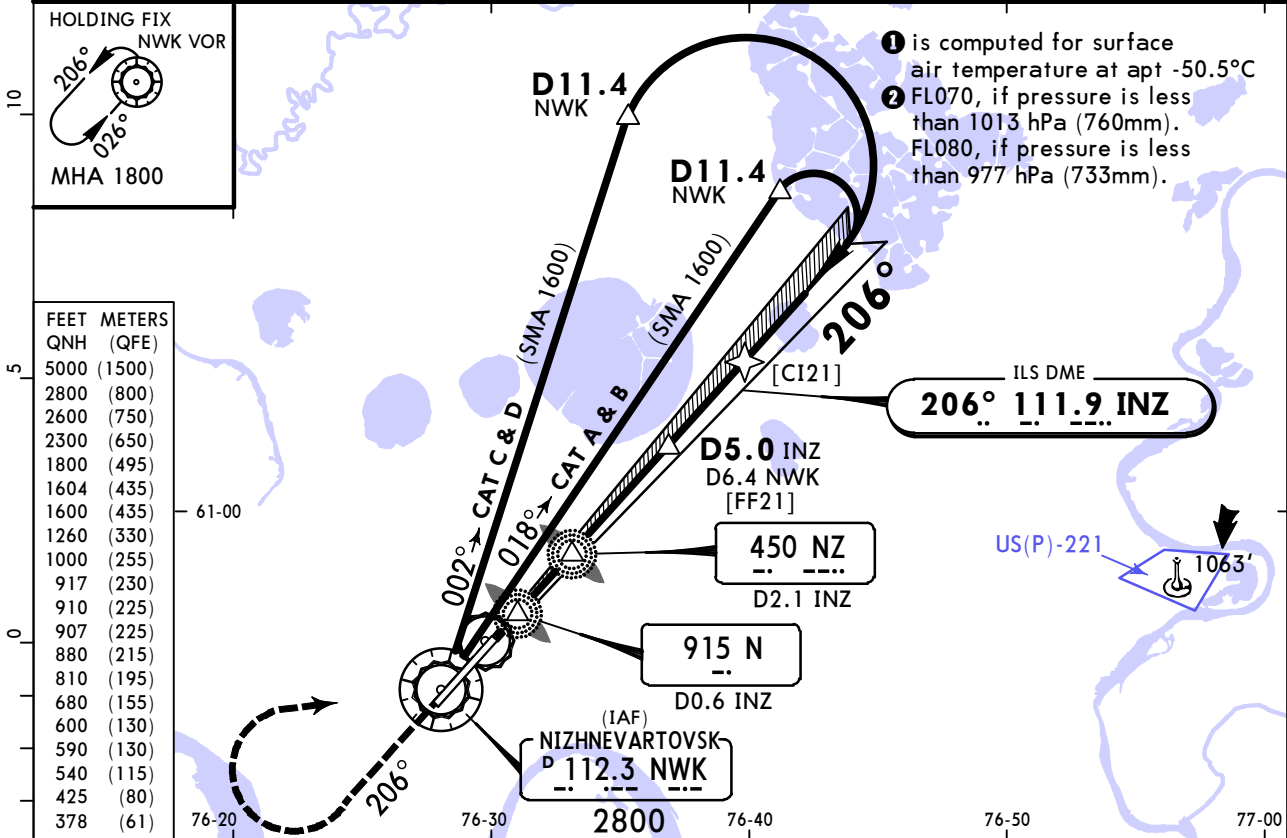 HOLDING FIX
NWK VOR
206°
026°
MHA 1800
D11.4
NWK
D11.4
NWK
❶ is computed for surface
air temperature at apt -50.5°C
❷ FL070, if pressure is less
than 1013 hPa (760mm).
FL080, if pressure is less
than 977 hPa (733mm).
10
5
0
(SMA 1600)
(SMA 1600)
206°
[CI21]
ILS DME
206° 111.9 INZ
FEET METERS
QNH (QFE)
5000 (1500)
2800 (800)
2600 (750)
2300 (650)
1800 (495)
1604 (435)
1600 (435)
1260 (330)
1000 (255)
917 (230)
910 (225)
907 (225)
880 (215)
810 (195)
680 (155)
600 (130)
590 (130)
540 (115)
425 (80)
378 (61)
002° → CAT C & D
018° → CAT A & B
D5.0 INZ
D6.4 NWK
[FF21]
61-00
450 NZ
D2.1 INZ
US(P)-221
1063'
915 N
D0.6 INZ
(IAF)
NIZHNEVARTOVSK
D 112.3 NWK
206°
2800
76-20
76-30
76-40
76-50
77-00